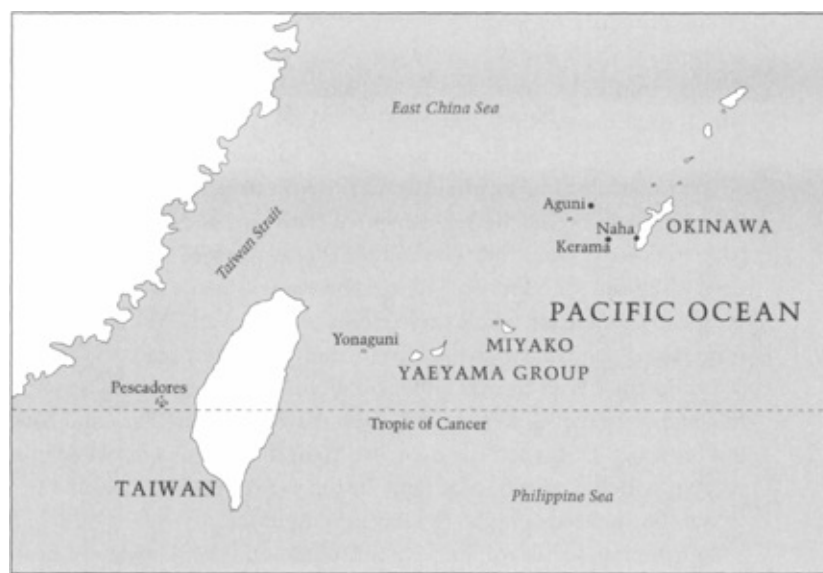 East China Sea
Aguni
Naha
OKINAWA
Kerama
Taiwan Strait
PACIFIC OCEAN
Yonaguni
MIYAKO
YAEYAMA GROUP
Pescadores
Tropic of Cancer
TAIWAN
Philippine Sea